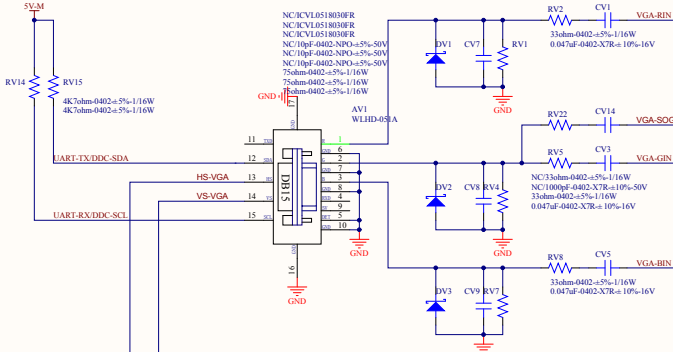 5V-M
RV14
RV15
4K7ohm-0402-±5%-1/16W
4K7ohm-0402-±5%-1/16W
NC/ICVL0518030FR
NC/ICVL0518030FR
NC/ICVL0518030FR
NC/10pF-0402-NPO-±5%-50V
NC/10pF-0402-NPO-±5%-50V
NC/10pF-0402-NPO-±5%-50V
75ohm-0402-±5%-1/16W
75ohm-0402-±5%-1/16W
75ohm-0402-±5%-1/16W
GND
17
GND
AV1
WLHD-051A
UART-TX/DDC-SDA
HS-VGA
VS-VGA
UART-RX/DDC-SCL
11
12
13
14
15
SDA
HS
VS
SCL
DB15
1
6
2
7
3
8
4
9
5
10
GND
16
GND
GND
DV1
CV7
RV1
GND
RV2
CV1
VGA-RIN
33ohm-0402-±5%-1/16W
0.047uF-0402-X7R-±10%-16V
RV22
CV14
VGA-SOG
RV5
CV3
VGA-GIN
NC/33ohm-0402-±5%-1/16W
NC/1000pF-0402-X7R-±10%-50V
33ohm-0402-±5%-1/16W
0.047uF-0402-X7R-±10%-16V
DV2
CV8
RV4
GND
RV8
CV5
VGA-BIN
33ohm-0402-±5%-1/16W
0.047uF-0402-X7R-±10%-16V
DV3
CV9
RV7